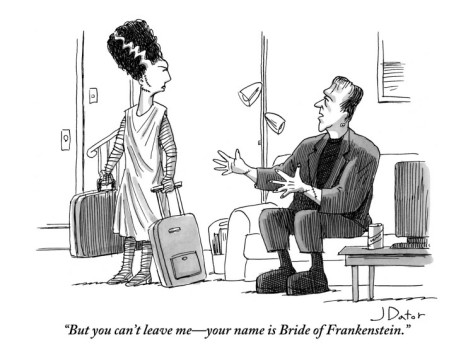 J Dator
“But you can’t leave me—your name is Bride of Frankenstein.”